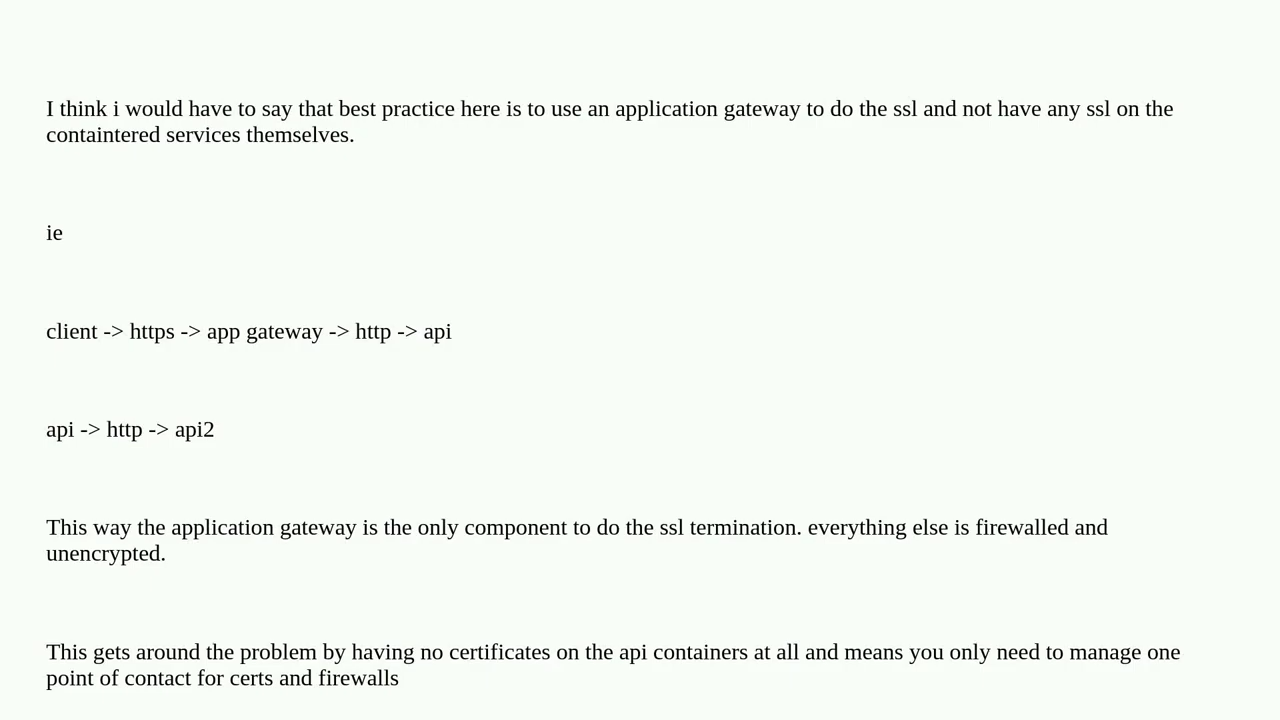 I think i would have to say that best practice here is to use an application gateway to do the ssl and not have any ssl on the
containtered services themselves.
ie
client -> https -> app gateway -> http -> api
api -> http -> api2
This way the application gateway is the only component to do the ssl termination. everything else is firewalled and
unencrypted.
This gets around the problem by having no certificates on the api containers at all and means you only need to manage one
point of contact for certs and firewalls